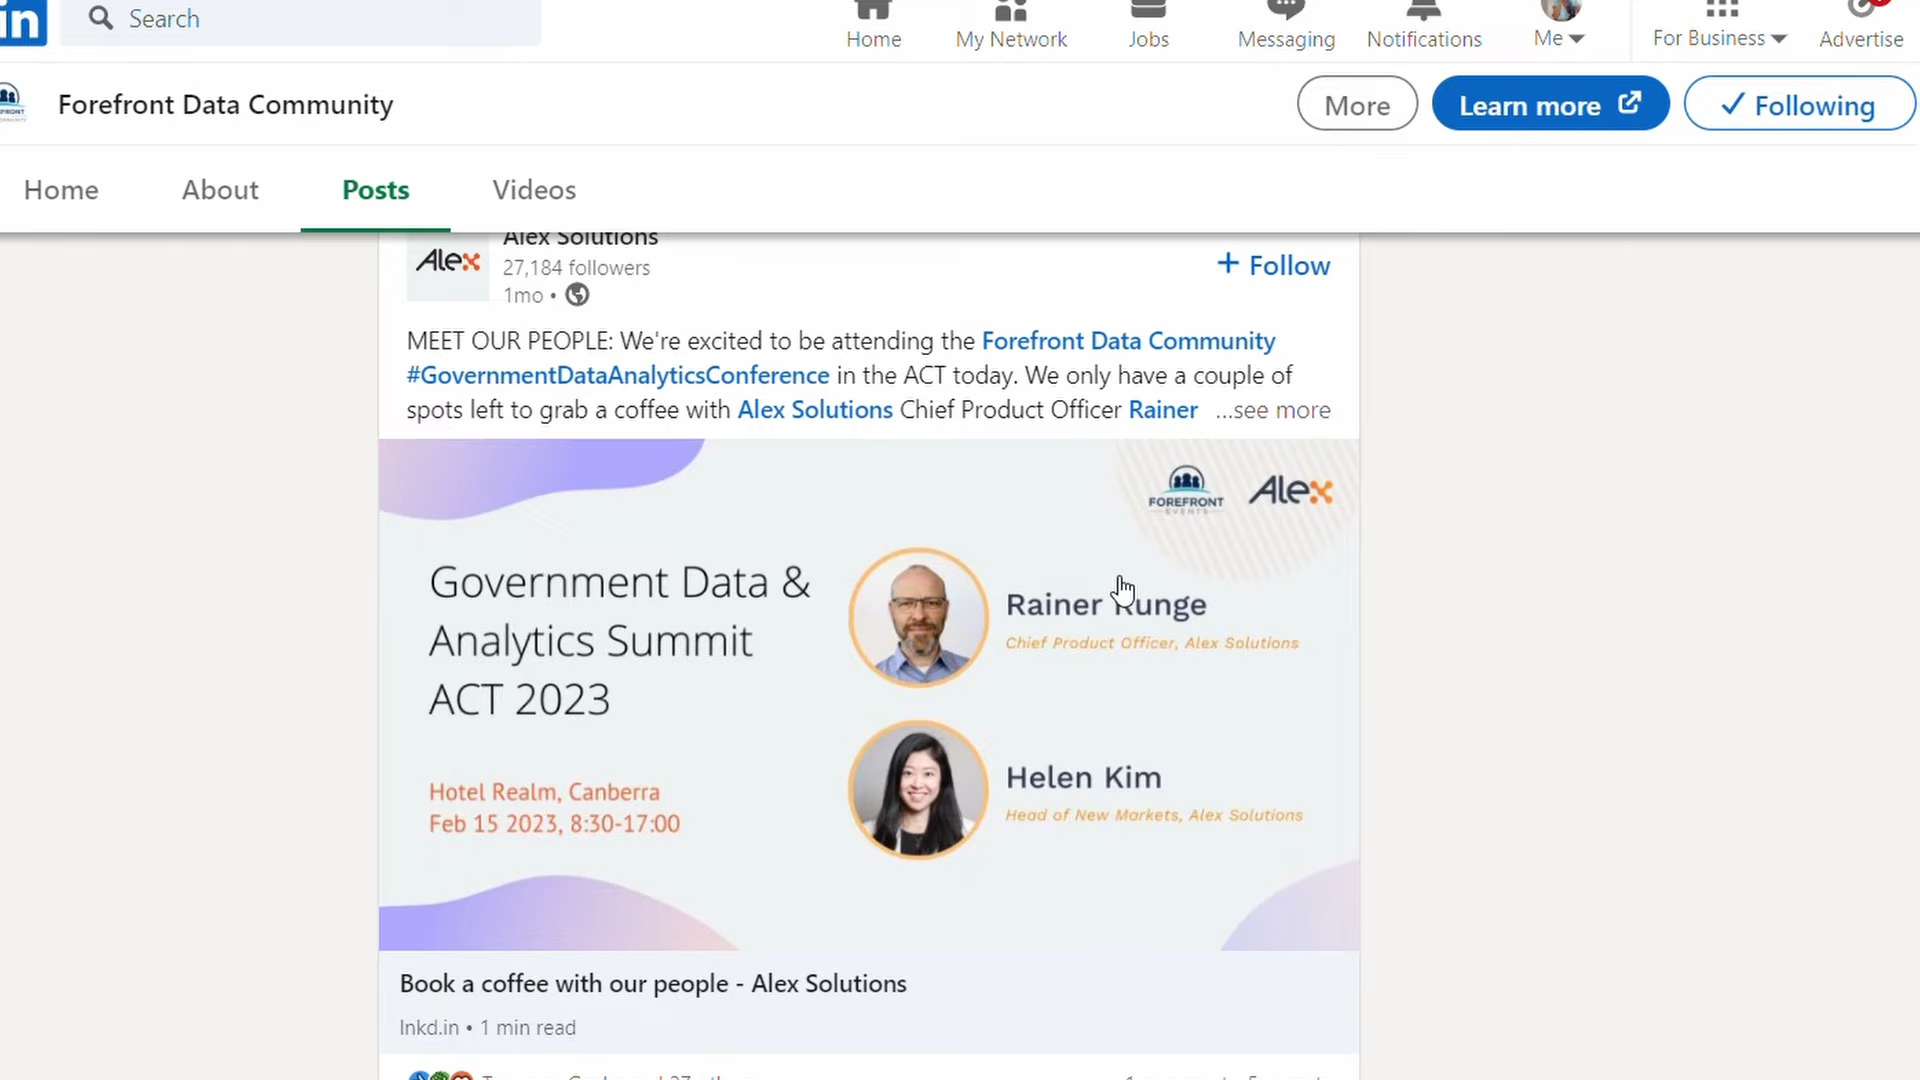 in Search
Home My Network Jobs Messaging Notifications Me For Business Advertise
Forefront Data Community More Learn more Following
Home About Posts Videos
Alex Solutions
Alex
27,184 followers
1mo •
+ Follow
MEET OUR PEOPLE: We're excited to be attending the Forefront Data Community
#GovernmentDataAnalyticsConference in the ACT today. We only have a couple of
spots left to grab a coffee with Alex Solutions Chief Product Officer Rainer ...see more
FOREFRONT
EVENTS
Alex
Government Data &
Analytics Summit
ACT 2023
Hotel Realm, Canberra
Feb 15 2023, 8:30-17:00
Rainer Runge
Chief Product Officer, Alex Solutions
Helen Kim
Head of New Markets, Alex Solutions
Book a coffee with our people - Alex Solutions
lnkd.in • 1 min read